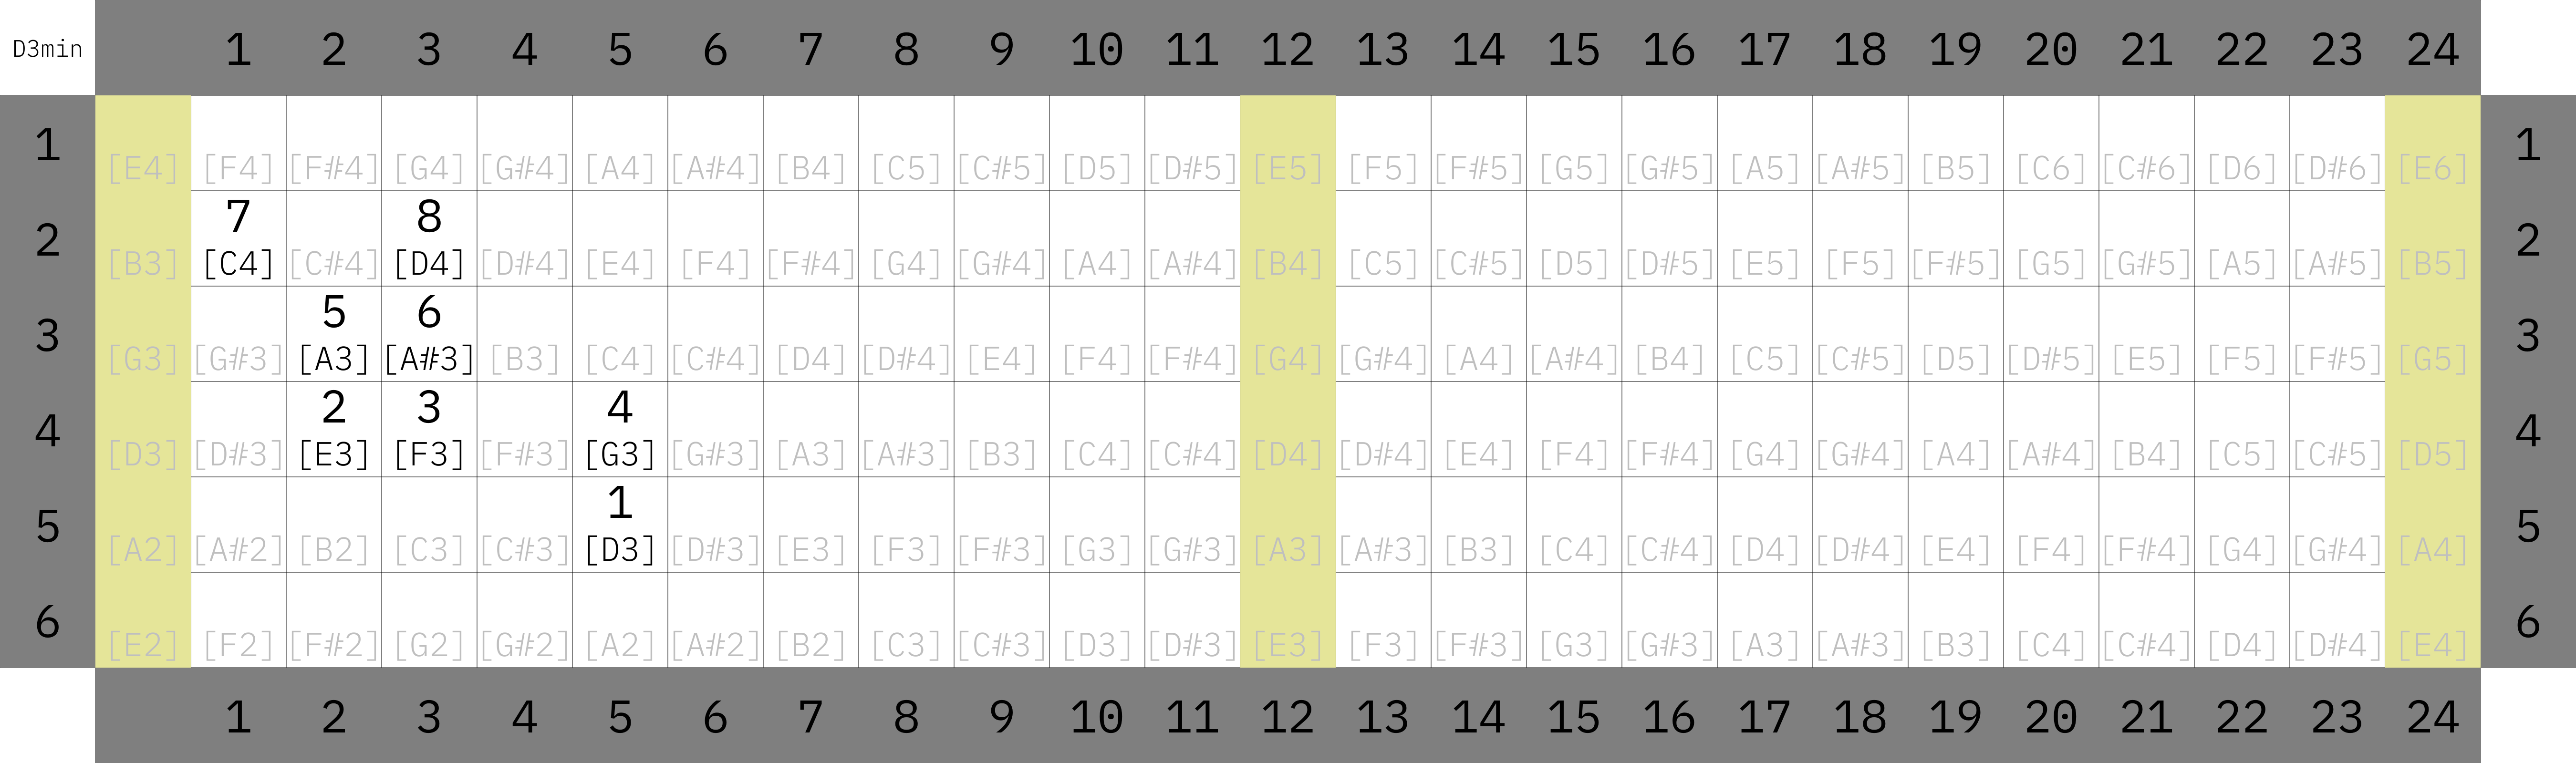 D3min 1 2 3 4 5 6 7 8 9 10 11 12 13 14 15 16 17 18 19 20 21 22 23 24
1 [E4] [F4] [F#4] [G4] [G#4] [A4] [A#4] [B4] [C5] [C#5] [D5] [D#5] [E5] [F5] [F#5] [G5] [G#5] [A5] [A#5] [B5] [C6] [C#6] [D6] [D#6] [E6] 1
7 8
2 [B3] [C4] [C#4] [D4] [D#4] [E4] [F4] [F#4] [G4] [G#4] [A4] [A#4] [B4] [C5] [C#5] [D5] [D#5] [E5] [F5] [F#5] [G5] [G#5] [A5] [A#5] [B5] 2
5 6
3 [G3] [G#3] [A3] [A#3] [B3] [C4] [C#4] [D4] [D#4] [E4] [F4] [F#4] [G4] [G#4] [A4] [A#4] [B4] [C5] [C#5] [D5] [D#5] [E5] [F5] [F#5] [G5] 3
2 3 4
4 [D3] [D#3] [E3] [F3] [F#3] [G3] [G#3] [A3] [A#3] [B3] [C4] [C#4] [D4] [D#4] [E4] [F4] [F#4] [G4] [G#4] [A4] [A#4] [B4] [C5] [C#5] [D5] 4
1
5 [A2] [A#2] [B2] [C3] [C#3] [D3] [D#3] [E3] [F3] [F#3] [G3] [G#3] [A3] [A#3] [B3] [C4] [C#4] [D4] [D#4] [E4] [F4] [F#4] [G4] [G#4] [A4] 5
6 [E2] [F2] [F#2] [G2] [G#2] [A2] [A#2] [B2] [C3] [C#3] [D3] [D#3] [E3] [F3] [F#3] [G3] [G#3] [A3] [A#3] [B3] [C4] [C#4] [D4] [D#4] [E4] 6
1 2 3 4 5 6 7 8 9 10 11 12 13 14 15 16 17 18 19 20 21 22 23 24